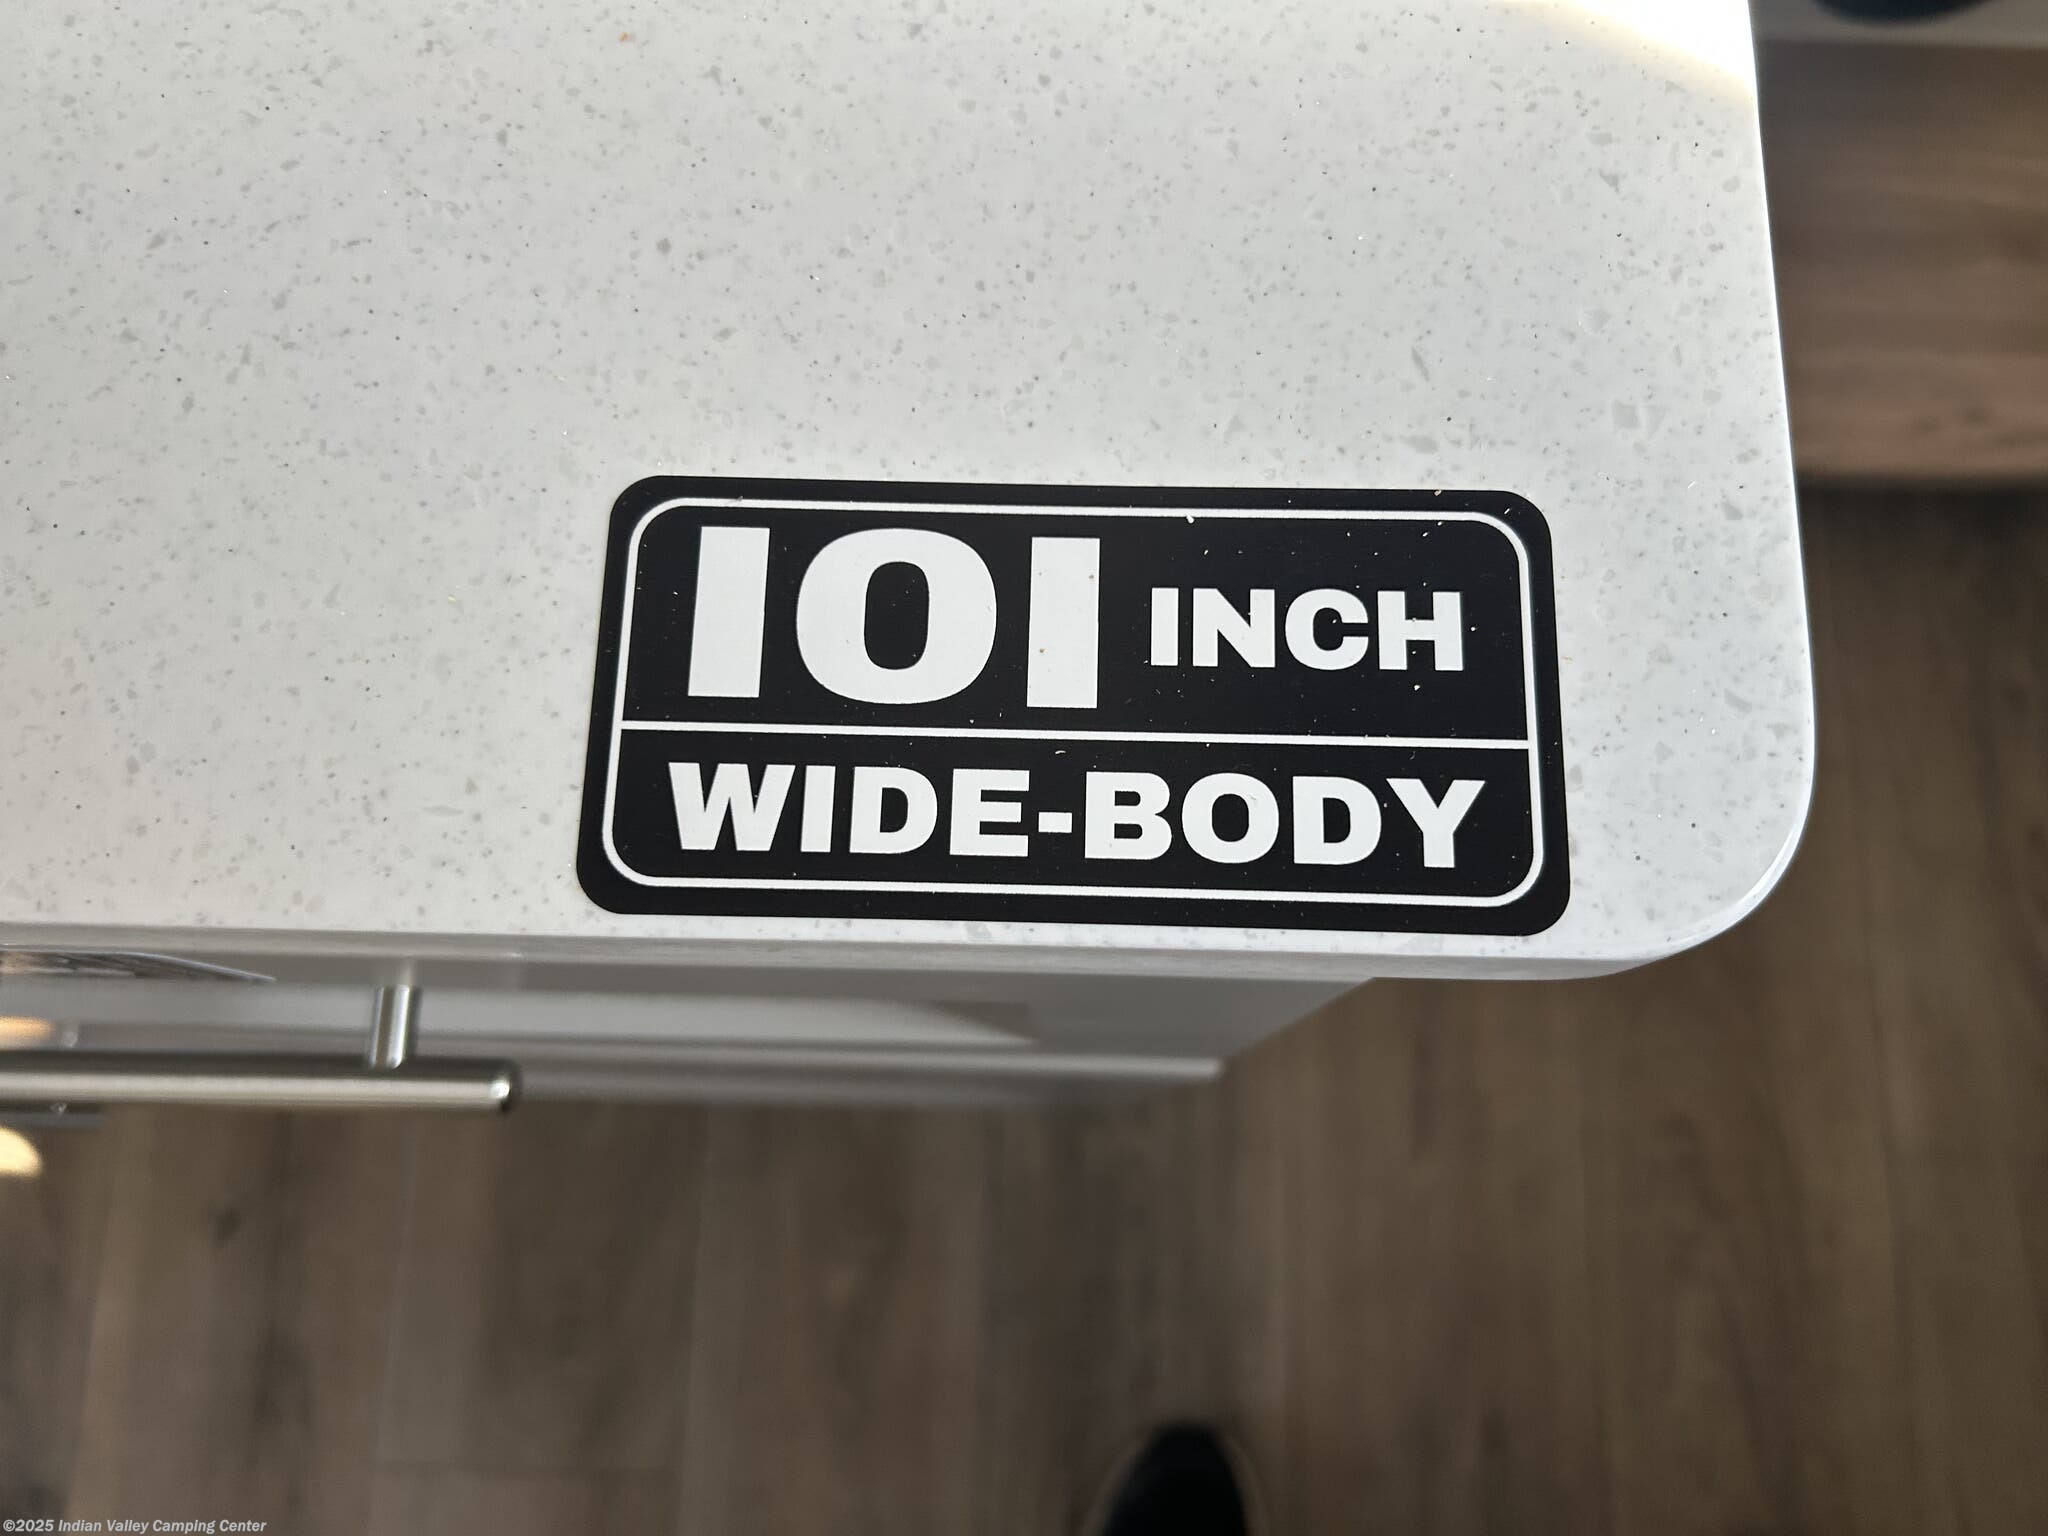 101 INCH
WIDE-BODY
©2025 Indian Valley Camping Center